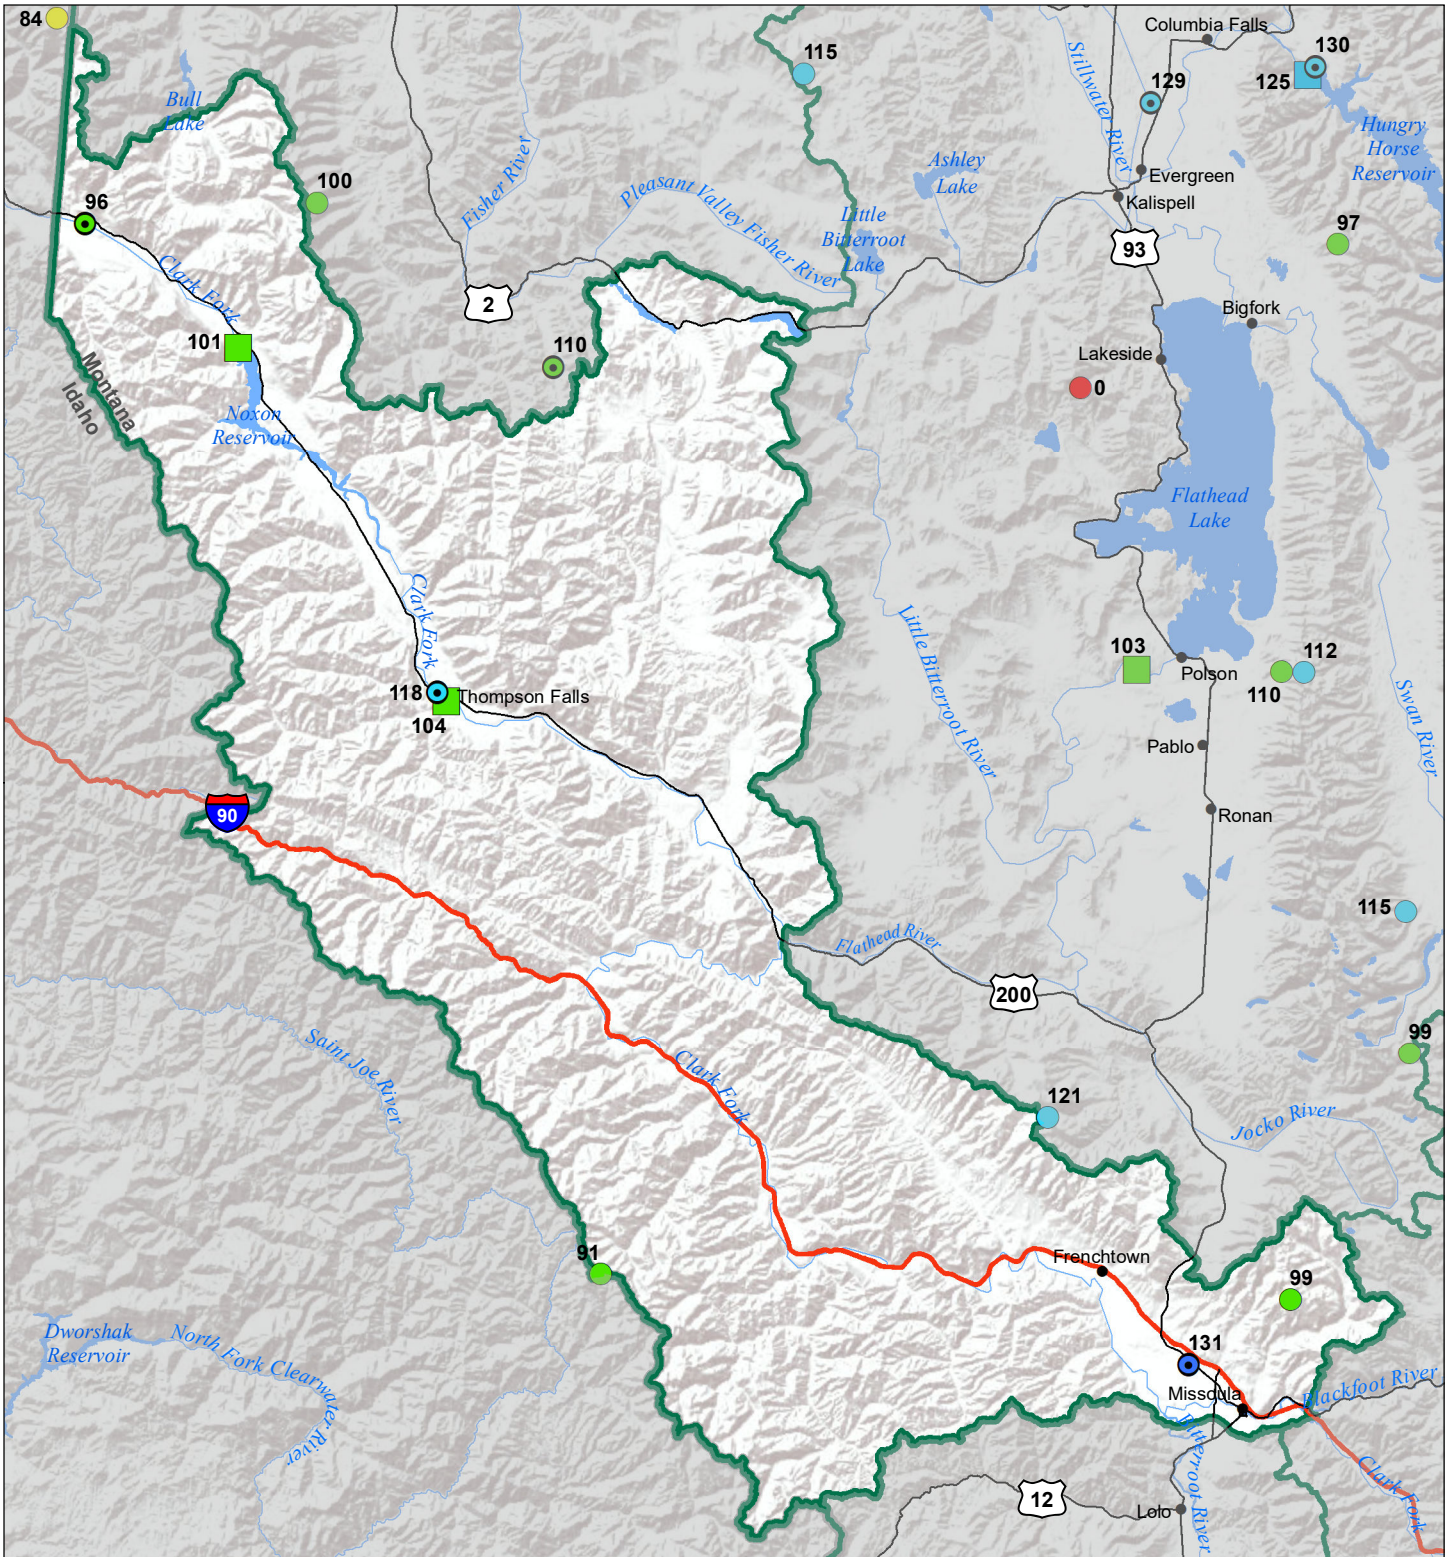 84
115
Columbia Falls
130
125
129
Stillwater River
Bull
Lake
Hungry
Horse
Reservoir
Fisher River
Ashley
Lake
Evergreen
100
Pleasant Valley Fisher River
Kalispell
96
Little
Bitterroot
Lake
97
93
Clark Fork
2
Bigfork
101
110
Lakeside
Montana
Idaho
0
Noxon
Reservoir
Flathead
Lake
Clark Fork
Little Bitterroot River
103
Polson
112
110
118
Thompson Falls
104
Swan River
Pablo
90
Ronan
115
Flathead River
200
Saint Joe River
Clark Fork
99
121
Jocko River
91
Frenchtown
99
Dworshak
Reservoir
North Fork Clearwater River
131
Missoula
Blackfoot River
Bitterroot River
Clark Fork
12
Lolo